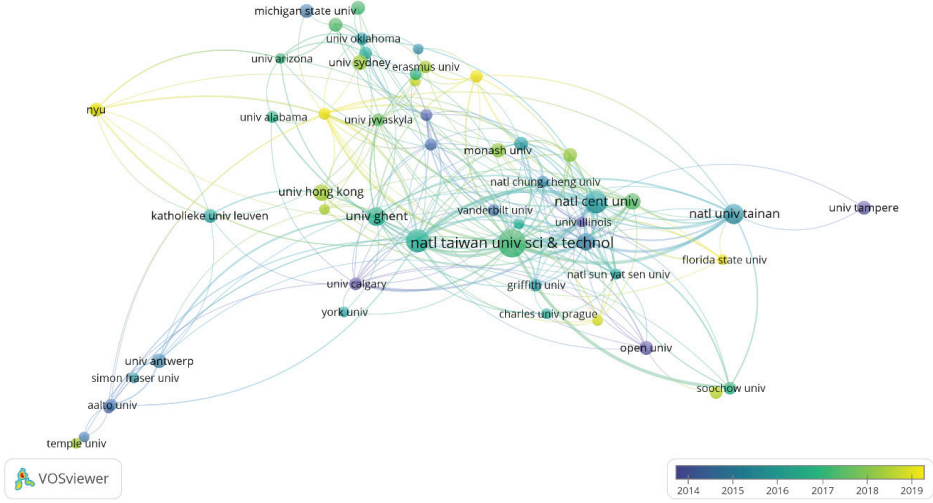 michigan state univ
univ oklahoma
univ arizona
univ sydney
erasmus univ
nyu
univ alabama
univ jyvaskyla
monash univ
natl chung cheng univ
univ hong kong
natl cent univ
katholieke univ leuven
univ ghent
vanderbilt univ
natl univ tainan
univ tampere
univ illinois
natl taiwan univ sci & technol
florida state univ
natl sun yat sen univ
univ calgary
griffith univ
york univ
charles univ prague
open univ
univ antwerp
simon fraser univ
soochow univ
aalto univ
temple univ
VOSviewer
2014 2015 2016 2017 2018 2019